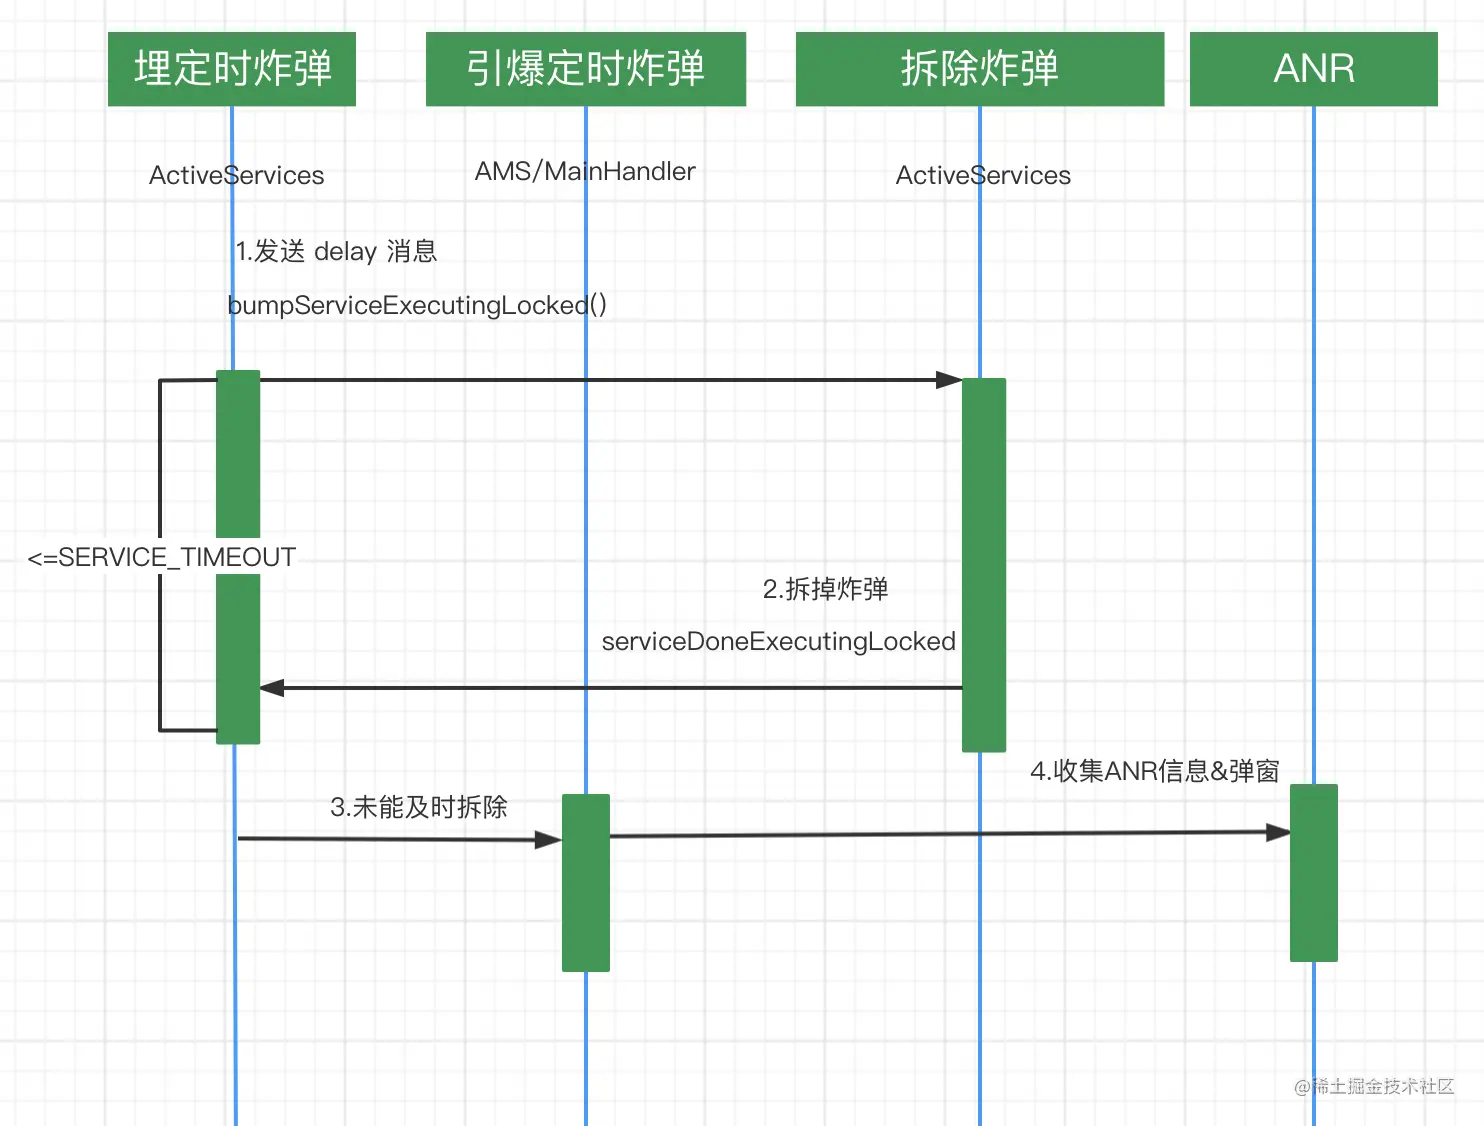 埋定时炸弹
引爆定时炸弹
拆除炸弹
ANR
ActiveServices
AMS/MainHandler
ActiveServices
1.发送 delay 消息
bumpServiceExecutingLocked()
<=SERVICE_TIMEOUT
2.拆掉炸弹
serviceDoneExecutingLocked
3.未能及时拆除
4.收集ANR信息&弹窗
@稀土掘金技术社区